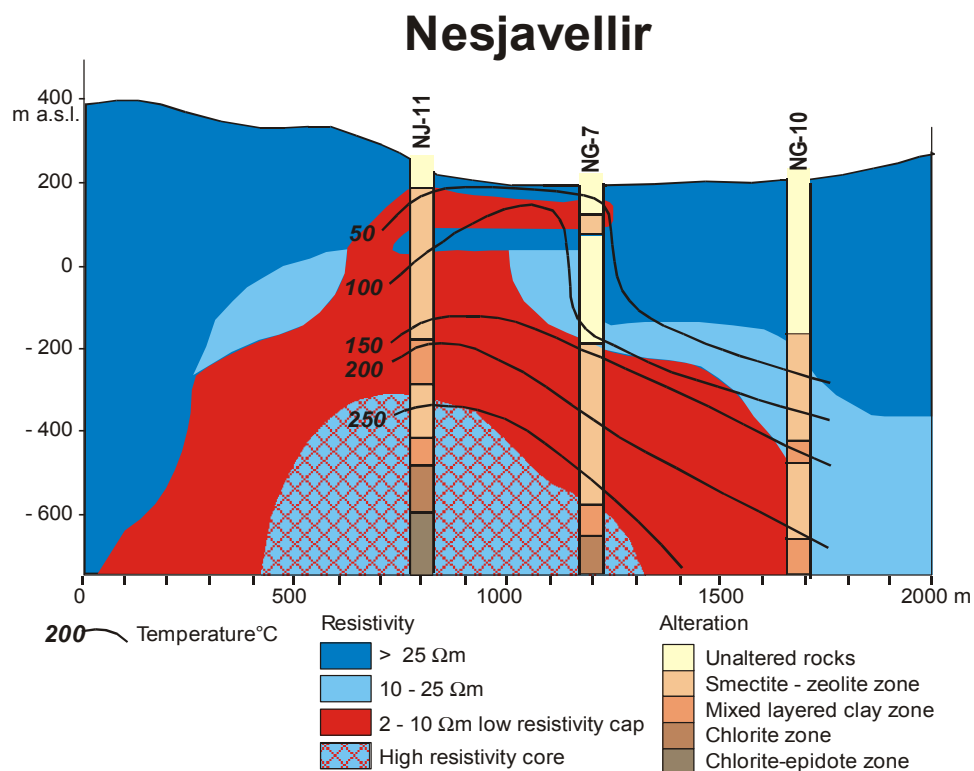 Nesjavellir
400
m a.s.l.
200
0
- 200
- 400
- 600
NJ-11
NG-7
NG-10
50
100
150
200
250
0
500
1000
1500
2000 m
200 Temperature°C
Resistivity
> 25 Ωm
10 - 25 Ωm
2 - 10 Ωm low resistivity cap
High resistivity core
Alteration
Unaltered rocks
Smectite - zeolite zone
Mixed layered clay zone
Chlorite zone
Chlorite-epidote zone